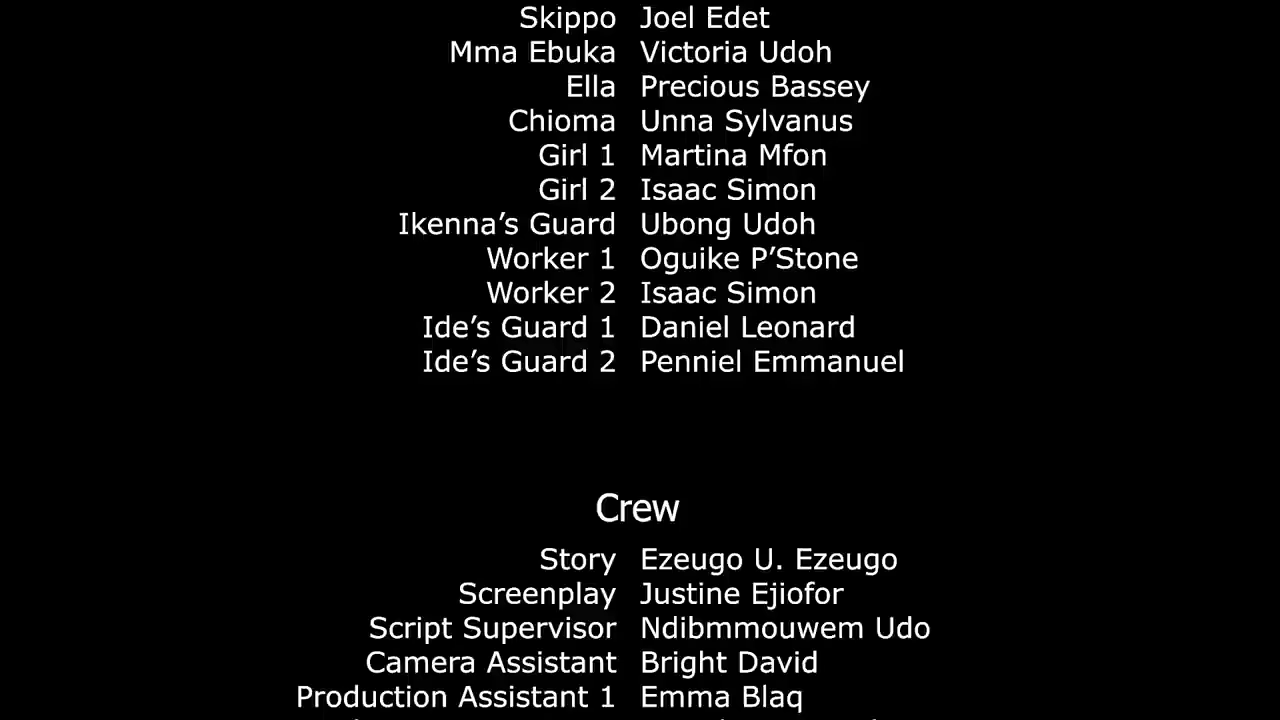 Skippo Joel Edet
Mma Ebuka Victoria Udoh
Ella Precious Bassey
Chioma Unna Sylvanus
Girl 1 Martina Mfon
Girl 2 Isaac Simon
Ikenna’s Guard Ubong Udoh
Worker 1 Oguike P’Stone
Worker 2 Isaac Simon
Ide’s Guard 1 Daniel Leonard
Ide’s Guard 2 Penniel Emmanuel
Crew
Story Ezeugo U. Ezeugo
Screenplay Justine Ejiofor
Script Supervisor Ndibmmouwem Udo
Camera Assistant Bright David
Production Assistant 1 Emma Blaq